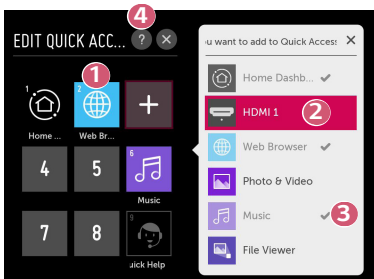 4
EDIT QUICK ACC... ? ×
ou want to add to Quick Access ×
1
1 2
Home ... Web Br...
4 5 6
Music
7 8 9
uick Help
Home Dashb...
HDMI 1 2
Web Browser
Photo & Video
Music 3
File Viewer